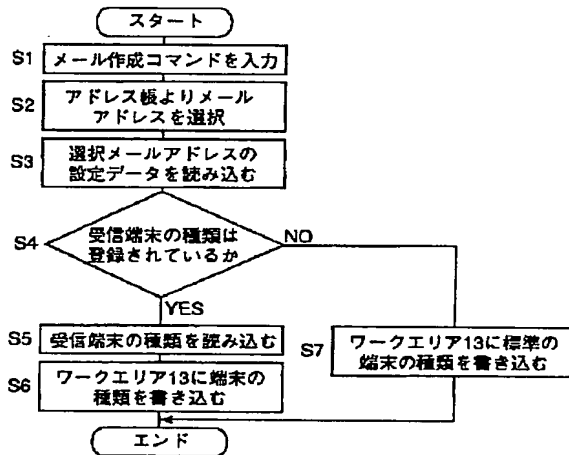 スタート
S1
メール作成コマンドを入力
S2
アドレス帳よりメール
アドレスを選択
S3
選択メールアドレスの
設定データを読み込む
S4
受信端末の種類は
登録されているか
NO
YES
S5
受信端末の種類を読み込む
S7
ワークエリア13に標準の
端末の種類を書き込む
S6
ワークエリア13に端末の
種類を書き込む
エンド